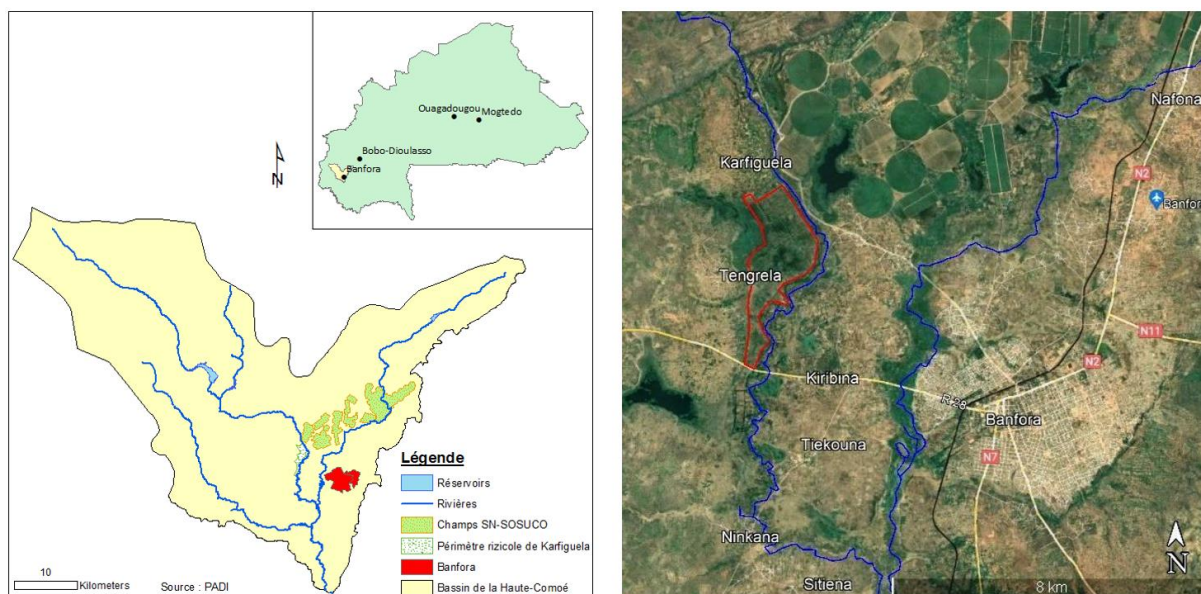 Ouagadougou
Mogtedo
Bobo-Dioulasso
Banfora
N
Légende
Réservoirs
Rivières
Champs SN-SOSUCO
Périmètre rizicole de Karfiguela
Banfora
Bassin de la Haute-Comoé
10
Kilometers
Source : PADI
Nafona
Karfiguela
N2
Banfor
Tengrela
N11
N2
Kiribina
R 28
Banfora
Tiekouna
N7
Ninkana
N
Sitiena
8 km